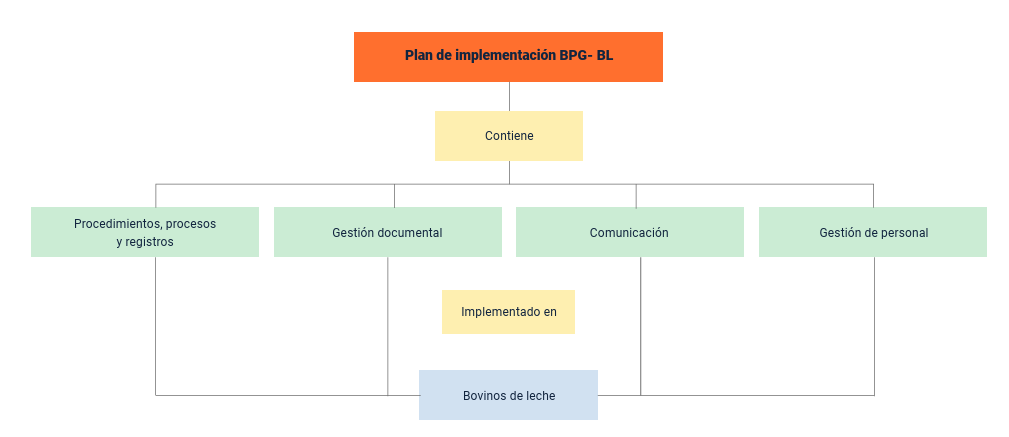 Plan de implementación BPG- BL
Contiene
Procedimientos, procesos
y registros
Gestión documental
Comunicación
Gestión de personal
Implementado en
Bovinos de leche